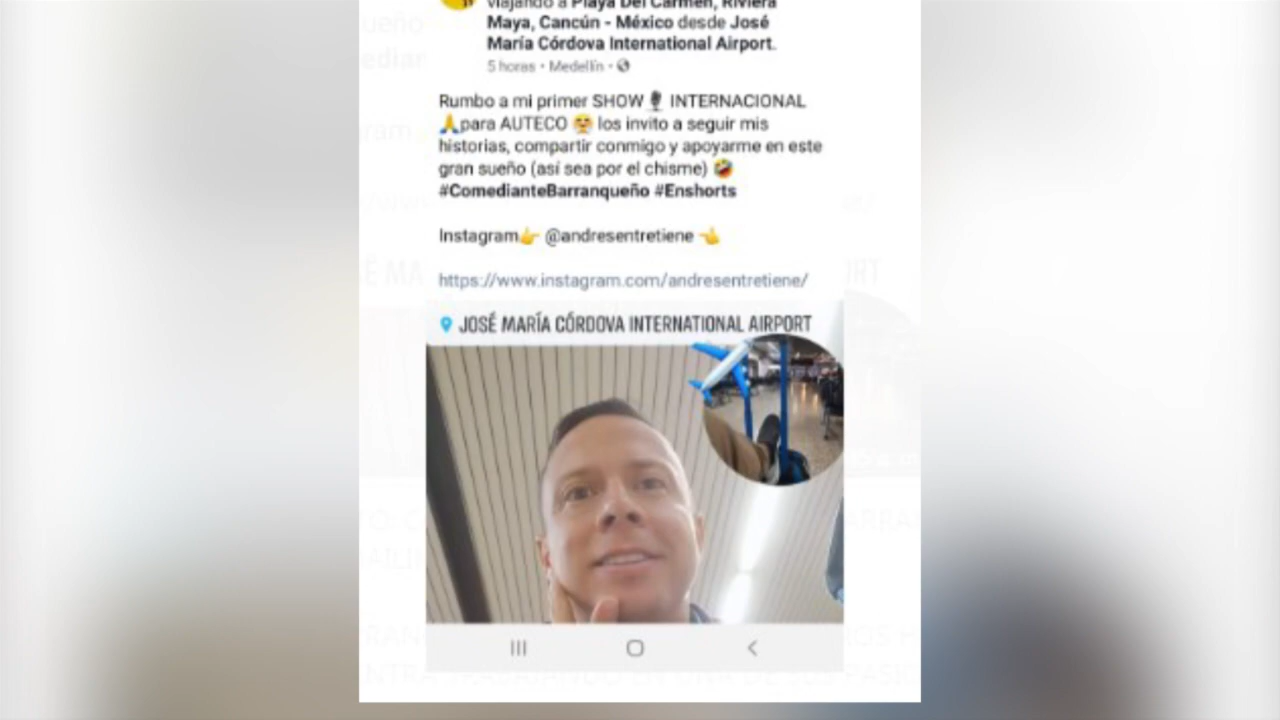 viajando a Playa Del Carmen, Riviera
Maya, Cancún - México desde José
María Córdova International Airport.
5 horas · Medellín ·
Rumbo a mi primer SHOW🎙️ INTERNACIONAL
🙏para AUTECO 😤 los invito a seguir mis
historias, compartir conmigo y apoyarme en este
gran sueño (así sea por el chisme) 🤣
#ComedianteBarranqueño #Enshorts
Instagram👉 @andresentretiene 👈
https://www.instagram.com/andresentretiene/
JOSÉ MARÍA CÓRDOVA INTERNATIONAL AIRPORT